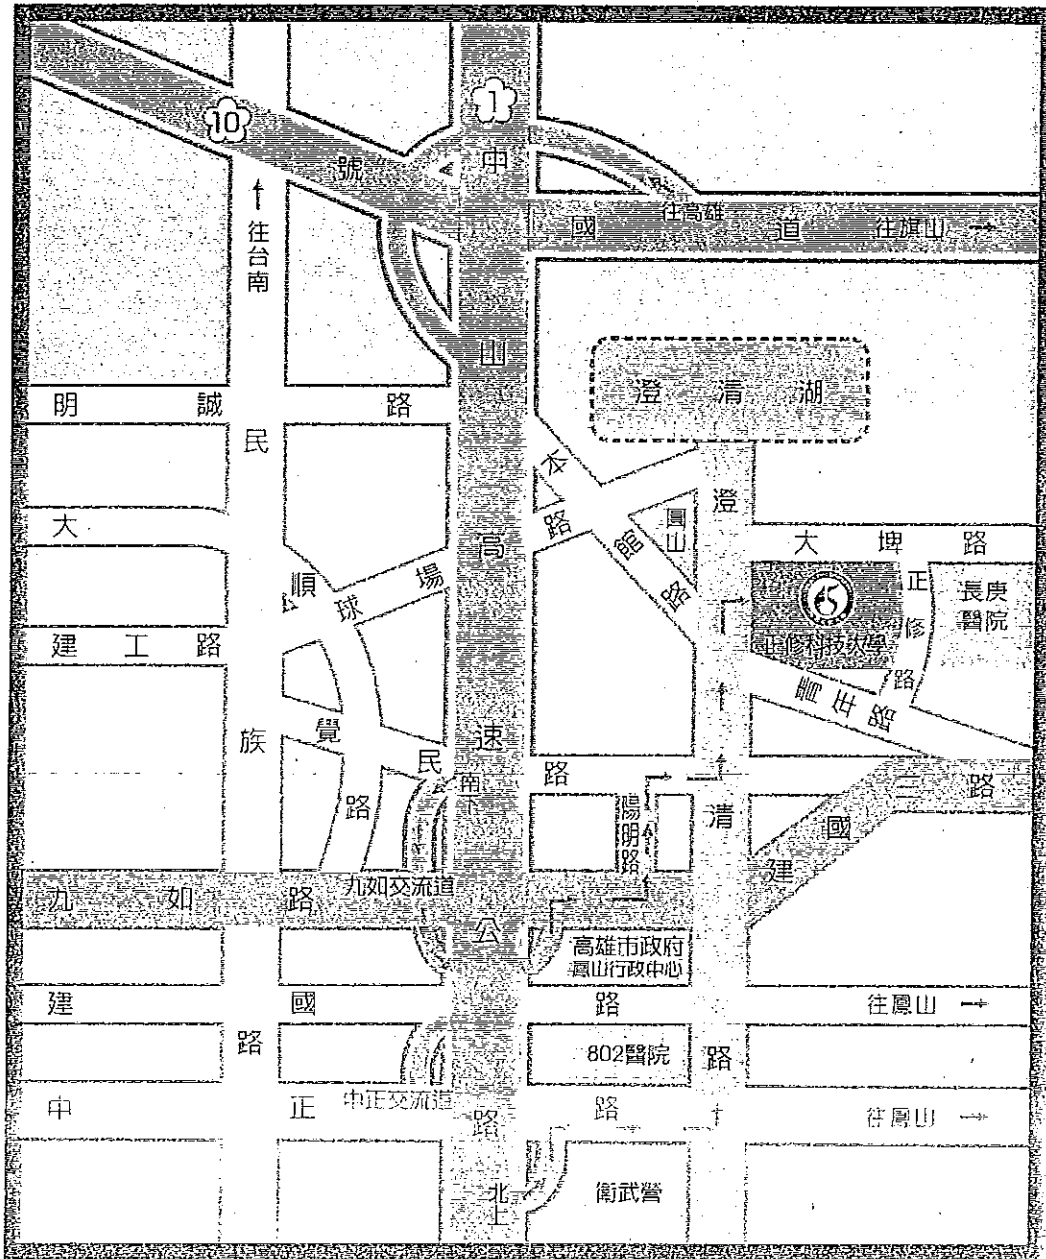 10
1
號
中
往台南
國
往高雄
道
往旗山
山
澄清湖
明誠路
民
本館路
澄
大
高
路
圓山
大埤路
順
球場
正修路
長庚醫院
建工路
正修科技大學
青年路
族
覺
民
速
路
南下
路
陽明路
清
建國三路
九如路
九如交流道
公
高雄市政府
鳳山行政中心
建國路
往鳳山
路
802醫院
路
中正路
中正交流道
路
往鳳山
北上
衛武營